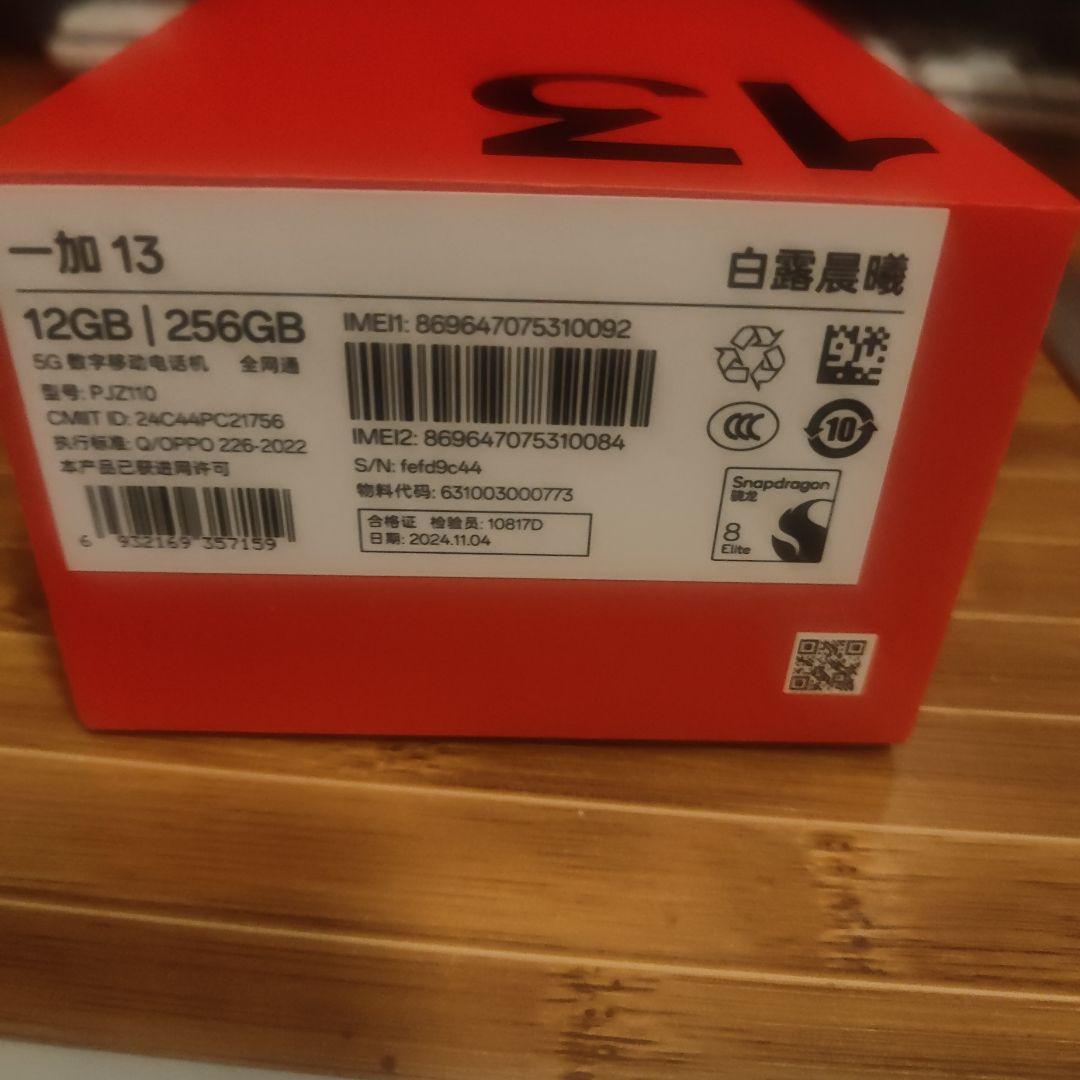 13
一加 13
白露晨曦
12GB | 256GB
5G 数字移动电话机 全网通
型号: PJZ110
CMIIT ID: 24C44PC21756
执行标准: Q/OPPO 226-2022
本产品已获进网许可
6 932169 357159
IMEI1: 869647075310092
IMEI2: 869647075310084
S/N: fefd9c44
物料代码: 631003000773
合格证 检验员: 10817D
日期: 2024.11.04
CCC
10
Snapdragon
骁龙
8
Elite